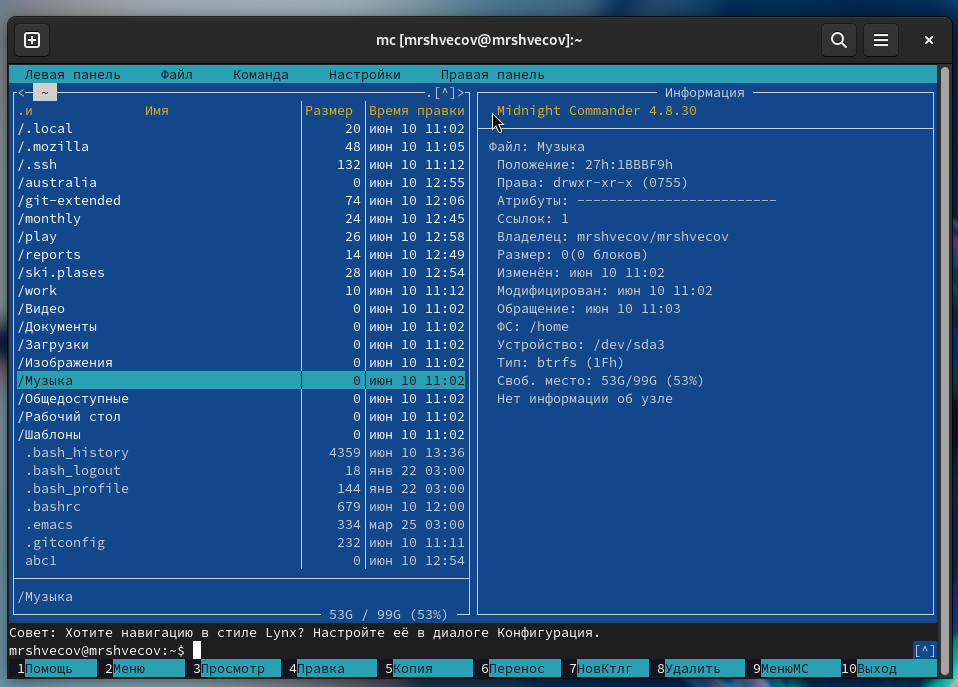 mc [mrshvecov@mrshvecov]:~
Левая панель Файл Команда Настройки Правая панель
<─ ~ .[^]>
.и Имя Размер Время правки
/.local 20 июн 10 11:02
/.mozilla 48 июн 10 11:05
/.ssh 132 июн 10 11:12
/australia 0 июн 10 12:55
/git-extended 74 июн 10 12:06
/monthly 24 июн 10 12:45
/play 26 июн 10 12:58
/reports 14 июн 10 12:49
/ski.plases 28 июн 10 12:54
/work 10 июн 10 11:12
/Видео 0 июн 10 11:02
/Документы 0 июн 10 11:02
/Загрузки 0 июн 10 11:02
/Изображения 0 июн 10 11:02
/Музыка 0 июн 10 11:02
/Общедоступные 0 июн 10 11:02
/Рабочий стол 0 июн 10 11:02
/Шаблоны 0 июн 10 11:02
.bash_history 4359 июн 10 13:36
.bash_logout 18 янв 22 03:00
.bash_profile 144 янв 22 03:00
.bashrc 679 июн 10 12:00
.emacs 334 мар 25 03:00
.gitconfig 232 июн 10 11:11
abc1 0 июн 10 12:54
/Музыка
53G / 99G (53%)
Информация
Midnight Commander 4.8.30
Файл: Музыка
Положение: 27h:1BBBF9h
Права: drwxr-xr-x (0755)
Атрибуты: -------------------------
Ссылок: 1
Владелец: mrshvecov/mrshvecov
Размер: 0(0 блоков)
Изменён: июн 10 11:02
Модифицирован: июн 10 11:02
Обращение: июн 10 11:03
ФС: /home
Устройство: /dev/sda3
Тип: btrfs (1Fh)
Своб. место: 53G/99G (53%)
Нет информации об узле
Совет: Хотите навигацию в стиле Lynx? Настройте её в диалоге Конфигурация.
mrshvecov@mrshvecov:~$ [^]
1Помощь 2Меню 3Просмотр 4Правка 5Копия 6Перенос 7НовКтлг 8Удалить 9МенюМС 10Выход